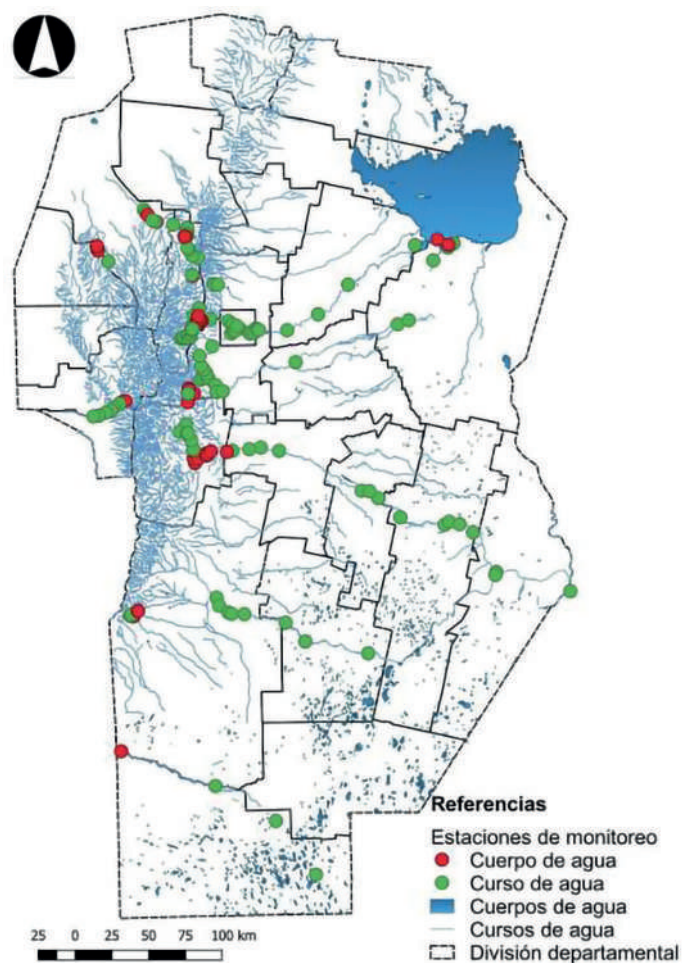 Referencias
Estaciones de monitoreo
Cuerpo de agua
Curso de agua
Cuerpos de agua
Cursos de agua
División departamental
25 0 25 50 75 100 km